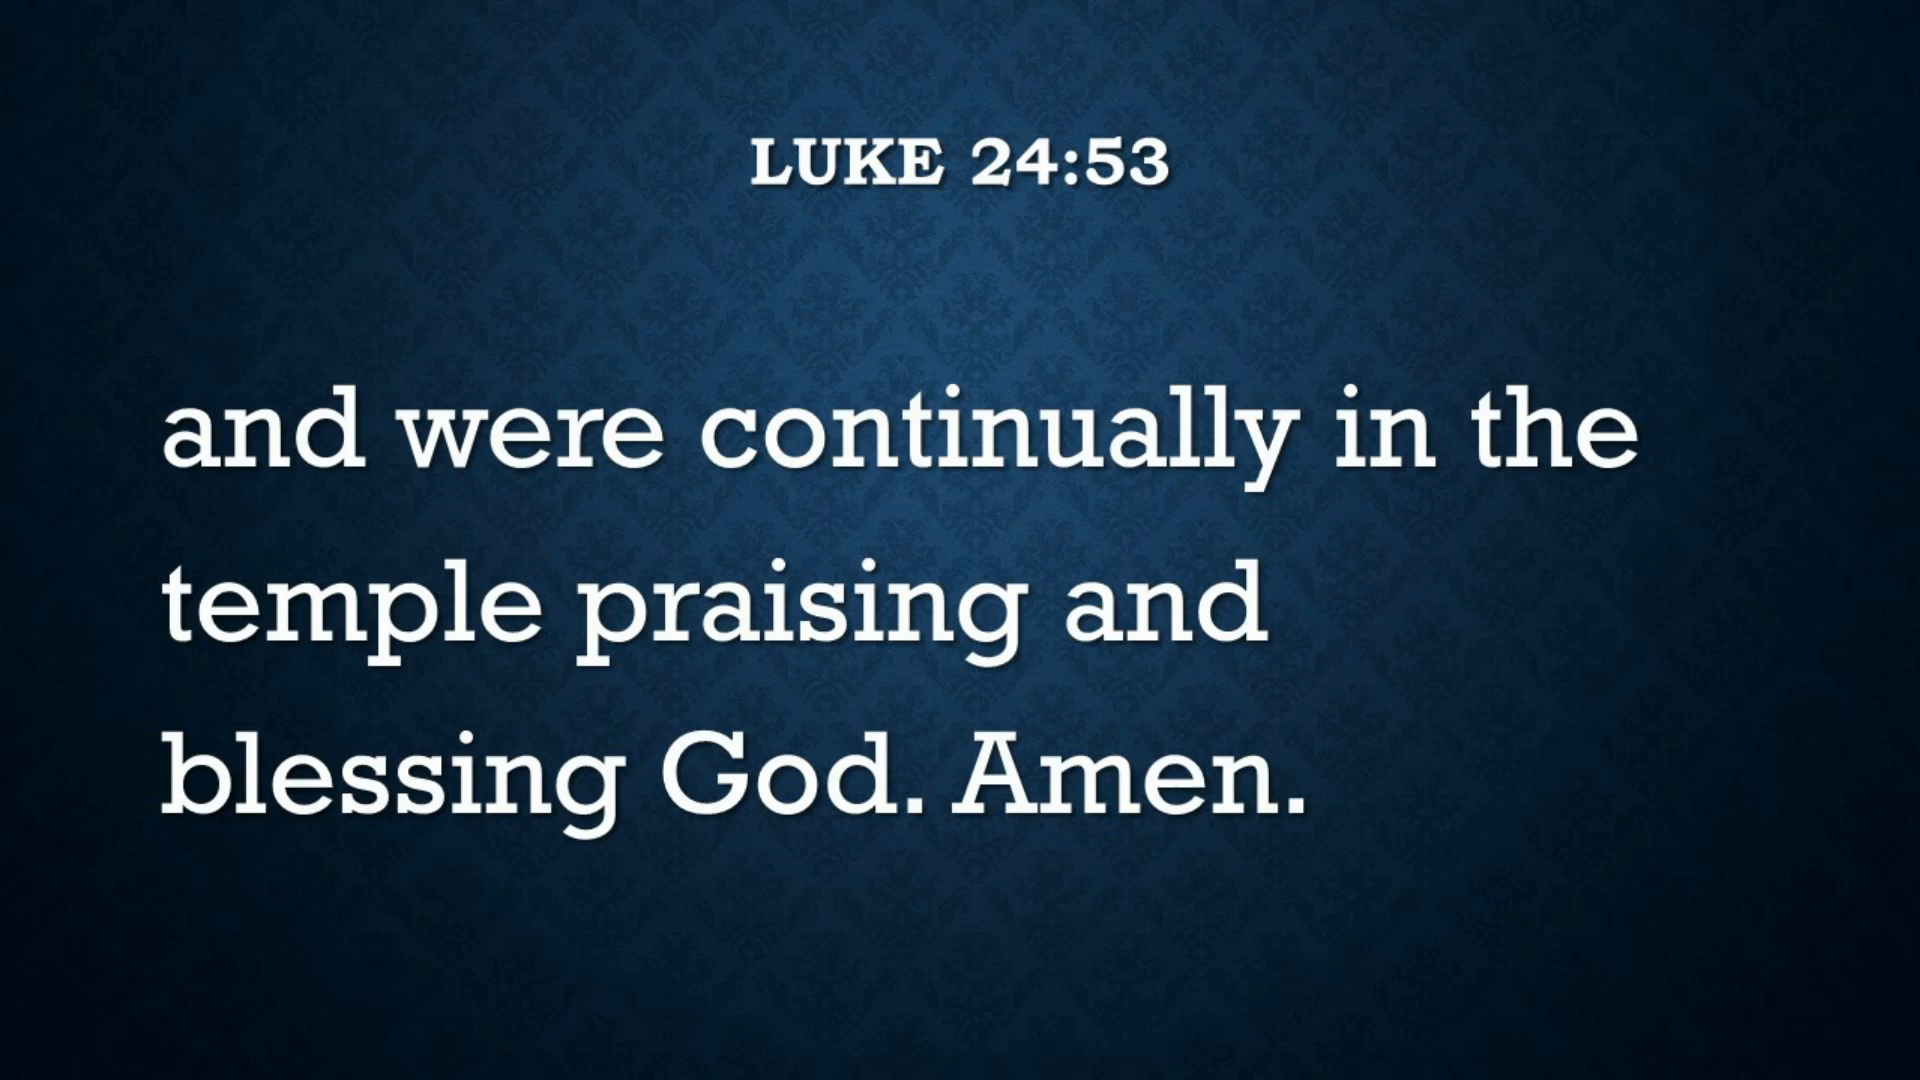 LUKE 24:53
and were continually in the
temple praising and
blessing God. Amen.